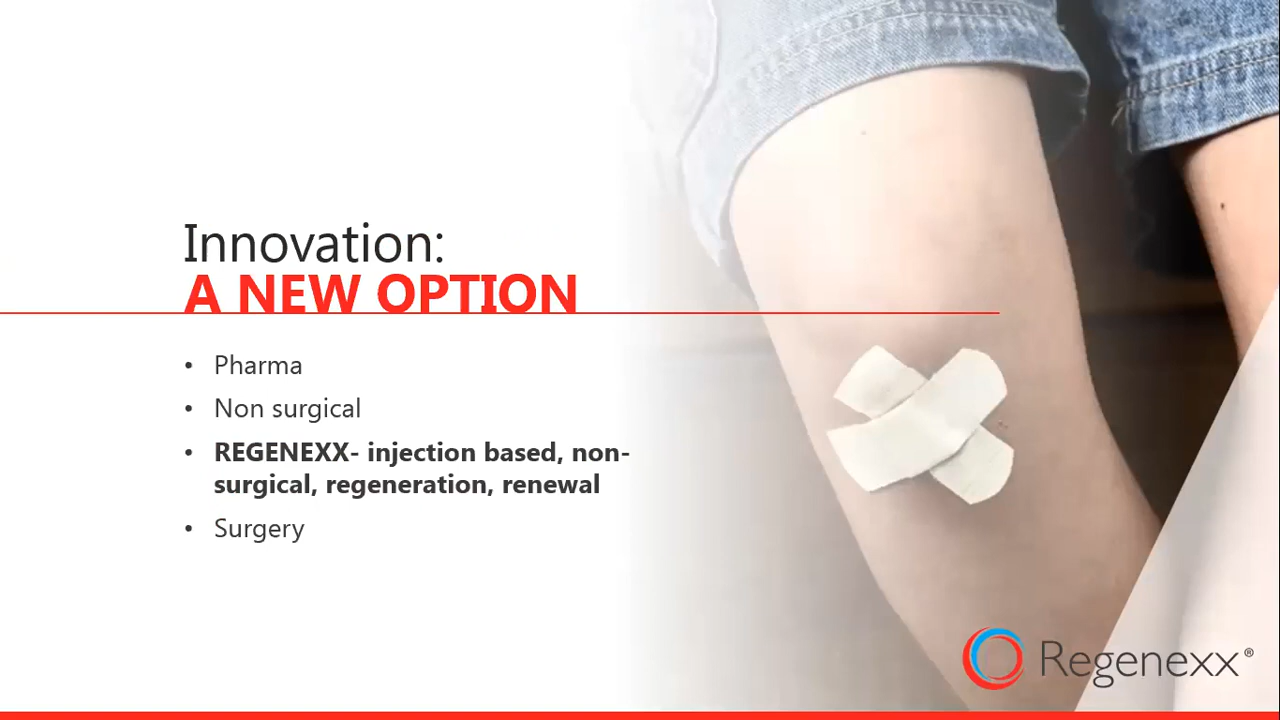 Innovation:
A NEW OPTION
• Pharma
• Non surgical
• REGENEXX- injection based, non-
surgical, regeneration, renewal
• Surgery
Regenexx®